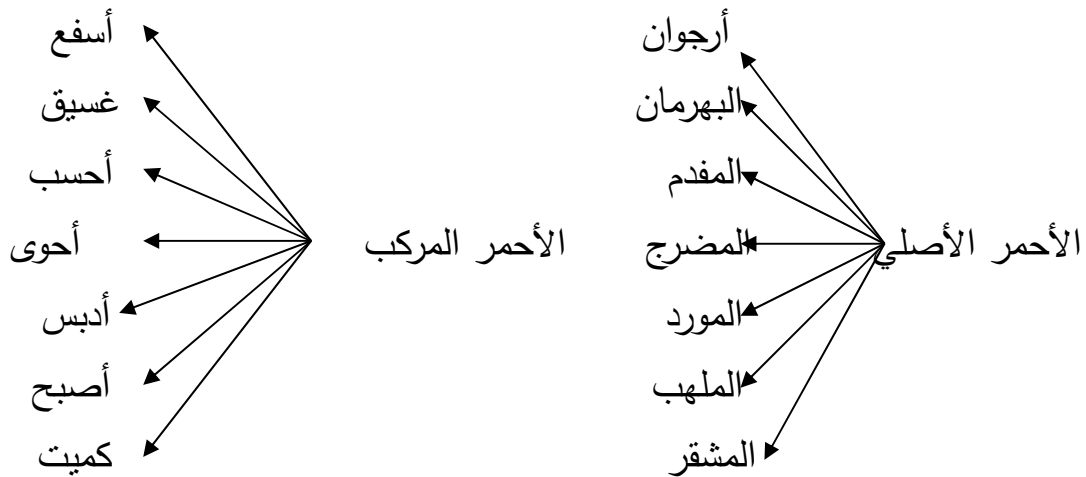 أرجوان أسفع
البهرمان غسيق
المفدم أحسب
الأحمر الأصلي المضرج الأحمر المركب أحوى
المورد أدبس
الملهب أصبح
المشقر كميت